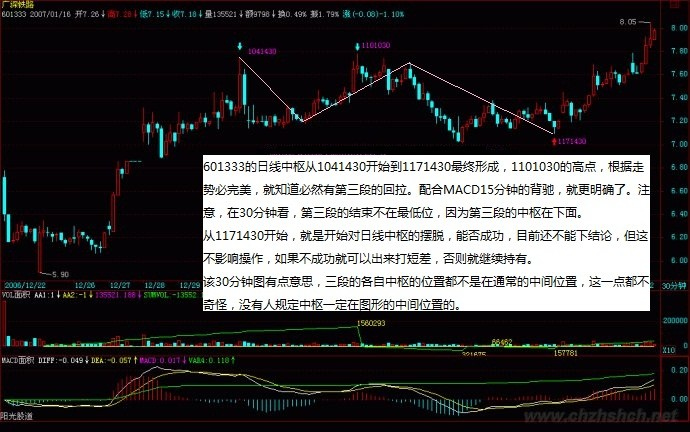 广深铁路
601333 2007/01/16 开7.26↓高7.28↓低7.15↓收7.18↓量135521↓额9798↓换0.49% 振1.79% 涨(-0.08)-1.10%
8.05
8.00
1041430
1101030
7.60
7.20
1171430
6.80
6.40
6.00
5.90
601333的日线中枢从1041430开始到1171430最终形成，1101030的高点，根据走
势必完美，就知道必然有第三段的回拉。配合MACD15分钟的背驰，就更明确了。注
意，在30分钟看，第三段的结束不在最低位，因为第三段的中枢在下面。
从1171430开始，就是开始对日线中枢的摆脱，能否成功，目前还不能下结论，但这
不影响操作，如果不成功就可以出来打短差，否则就继续持有。
该30分钟图有点意思，三段的各自中枢的位置都不是在通常的中间位置，这一点都不
奇怪，没有人规定中枢一定在图形的中间位置的。
2006/12/22 12/26 12/27 12/28 12/29
2 30分钟
VOL面积 AA1:1↓ AA2:-1↓ 135521.188↓ SUMVOL -13552
1560293
200000
66462
321675
157781
100000
MACD面积 DIFF:-0.049↓ DEA:-0.057↑ MACD:0.017↓ VAR4:0.110↑
0.20
0.00
阳光股道
www.chzhshch.net